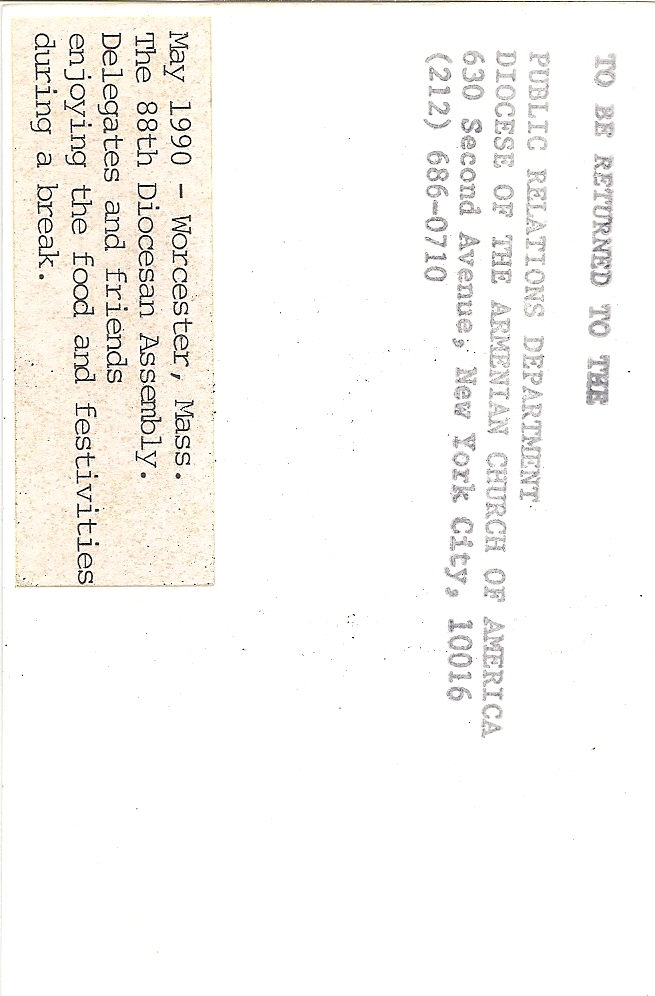 TO BE RETURNED TO THE
PUBLIC RELATIONS DEPARTMENT
DIOCESE OF THE ARMENIAN CHURCH OF AMERICA
630 Second Avenue, New York City, 10016
(212) 686-0710
May 1990 - Worcester, Mass.
The 88th Diocesan Assembly.
Delegates and friends
enjoying the food and festivities
during a break.